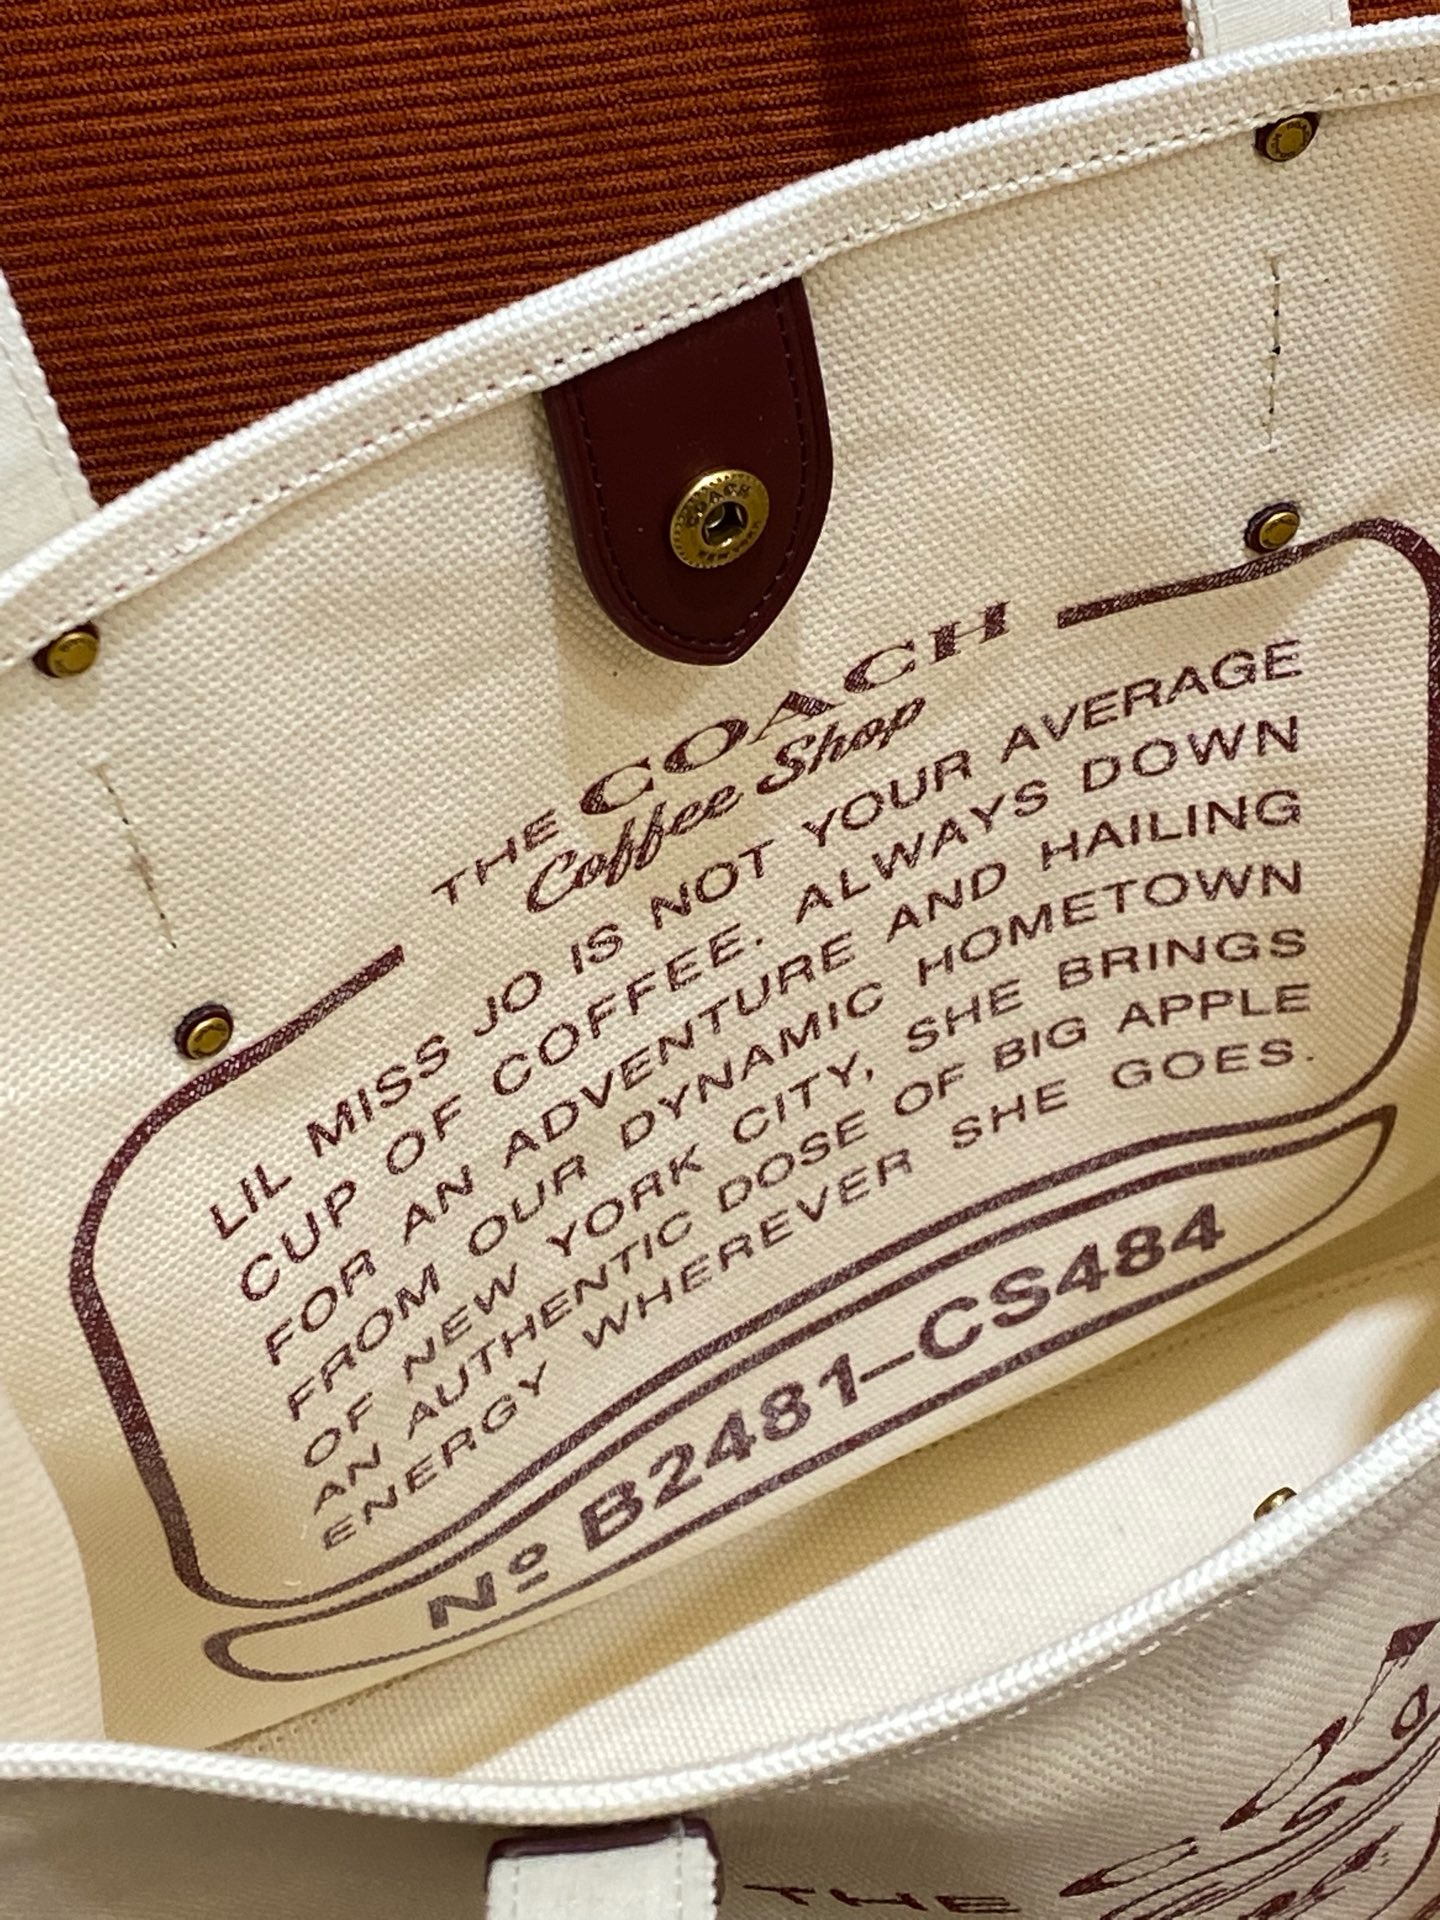 COACH
THE COACH
Coffee Shop
LIL MISS JO IS NOT YOUR AVERAGE
CUP OF COFFEE. ALWAYS DOWN
FOR AN ADVENTURE AND HAILING
FROM OUR DYNAMIC HOMETOWN
OF NEW YORK CITY, SHE BRINGS
AN AUTHENTIC DOSE OF BIG APPLE
ENERGY WHEREVER SHE GOES.
Nº B2481-CS484
THE